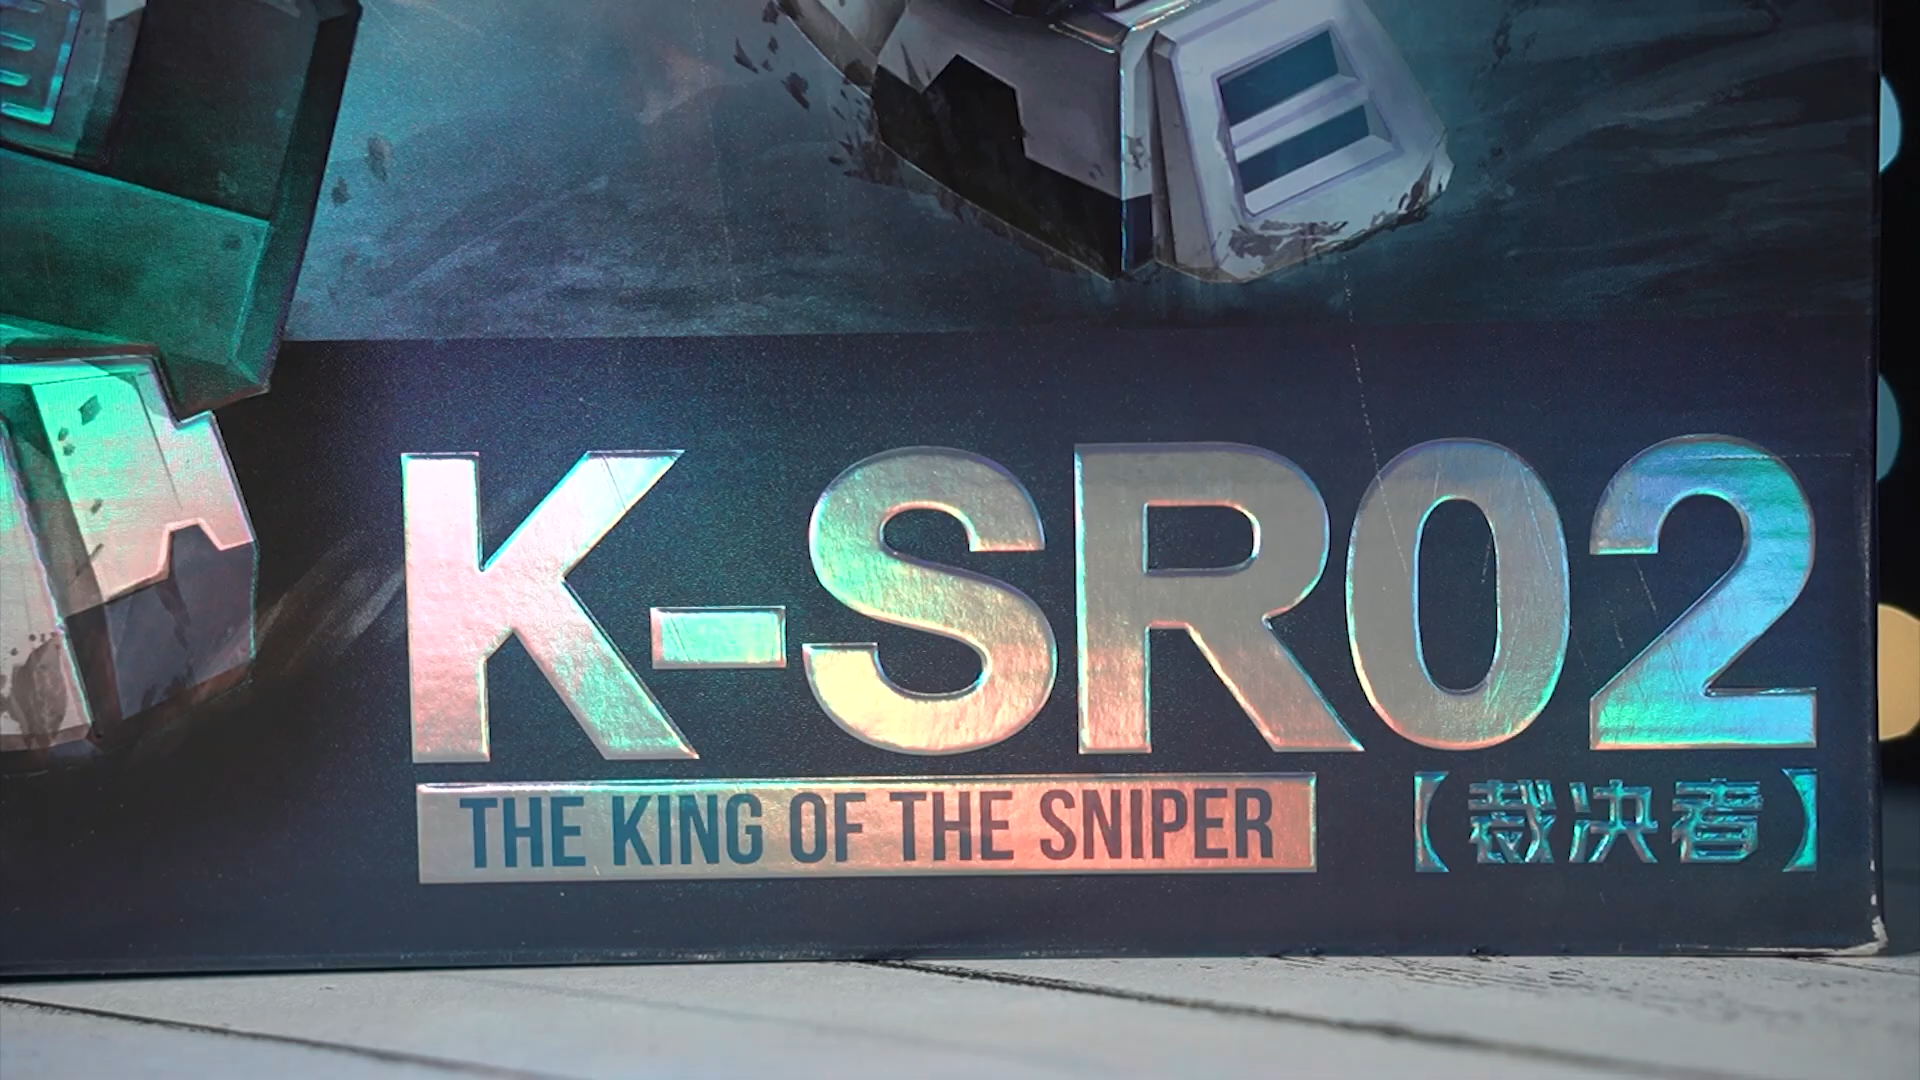 K-SR02
THE KING OF THE SNIPER 【裁决者】